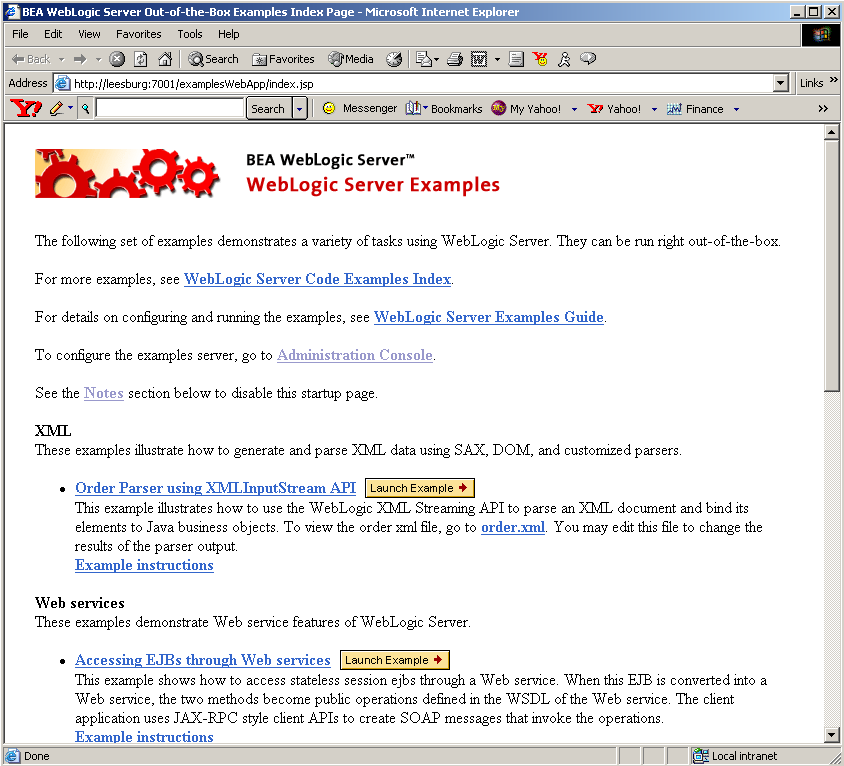 BEA WebLogic Server Out-of-the-Box Examples Index Page - Microsoft Internet Explorer
File Edit View Favorites Tools Help
Back Search Favorites Media
Address http://leesburg:7001/examplesWebApp/index.jsp Links »
Y! Search Messenger Bookmarks My Yahoo! Y! Yahoo! Finance »
BEA WebLogic Server™
WebLogic Server Examples
The following set of examples demonstrates a variety of tasks using WebLogic Server. They can be run right out-of-the-box.
For more examples, see WebLogic Server Code Examples Index.
For details on configuring and running the examples, see WebLogic Server Examples Guide.
To configure the examples server, go to Administration Console.
See the Notes section below to disable this startup page.
XML
These examples illustrate how to generate and parse XML data using SAX, DOM, and customized parsers.
• Order Parser using XMLInputStream API Launch Example
This example illustrates how to use the WebLogic XML Streaming API to parse an XML document and bind its
elements to Java business objects. To view the order xml file, go to order.xml. You may edit this file to change the
results of the parser output.
Example instructions
Web services
These examples demonstrate Web service features of WebLogic Server.
• Accessing EJBs through Web services Launch Example
This example shows how to access stateless session ejbs through a Web service. When this EJB is converted into a
Web service, the two methods become public operations defined in the WSDL of the Web service. The client
application uses JAX-RPC style client APIs to create SOAP messages that invoke the operations.
Example instructions
Done Local intranet